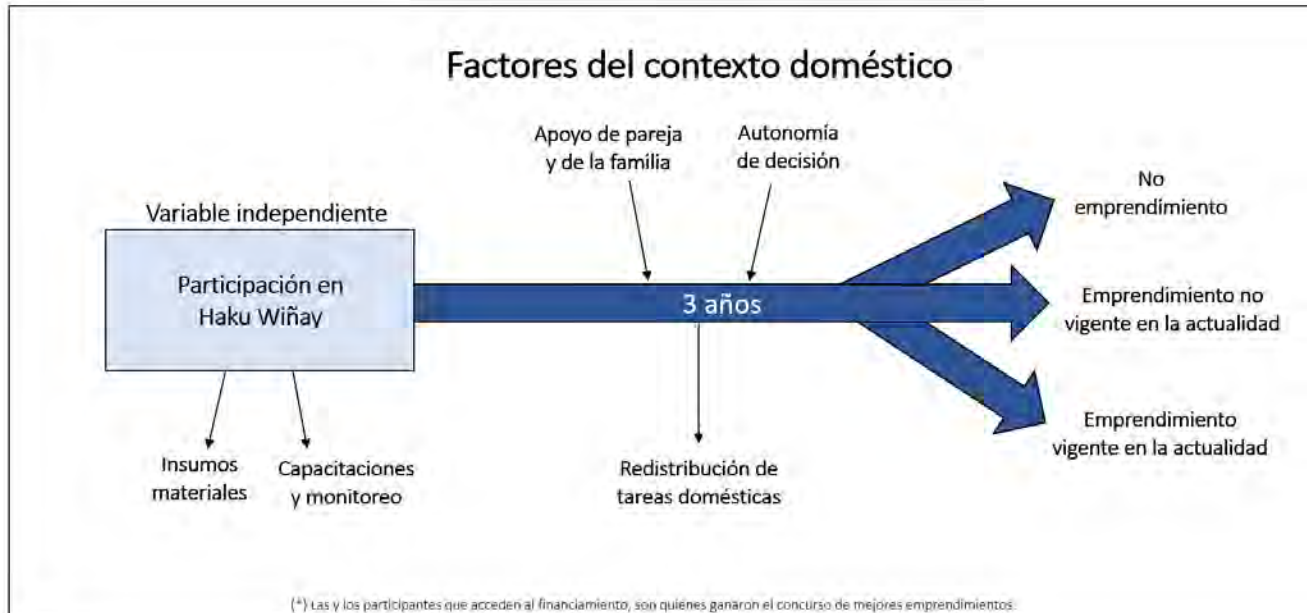 Factores del contexto doméstico
Apoyo de pareja
y de la familia
Autonomía
de decisión
Variable independiente
Participación en
Haku Wiñay
3 años
No
emprendimiento
Emprendimiento no
vigente en la actualidad
Emprendimiento
vigente en la actualidad
Insumos
materiales
Capacitaciones
y monitoreo
Redistribución de
tareas domésticas
(*) Las y los participantes que acceden al financiamiento, son quienes ganaron el concurso de mejores emprendimientos.